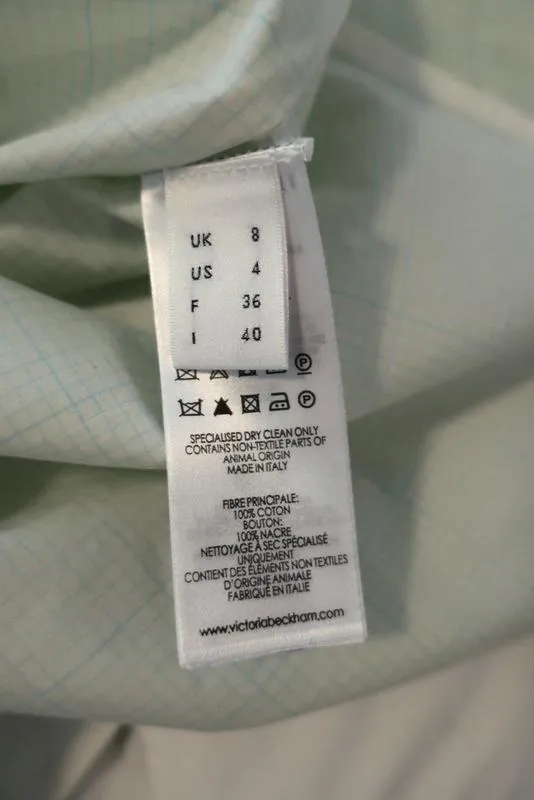 UK 8
US 4
F 36
I 40
P
P
SPECIALISED DRY CLEAN ONLY
CONTAINS NON-TEXTILE PARTS OF
ANIMAL ORIGIN
MADE IN ITALY
FIBRE PRINCIPALE:
100% COTON
BOUTON:
100% NACRE
NETTOYAGE À SEC SPÉCIALISÉ
UNIQUEMENT
CONTIENT DES ÉLÉMENTS NON TEXTILES
D'ORIGINE ANIMALE
FABRIQUÉ EN ITALIE
www.victoriabeckham.com